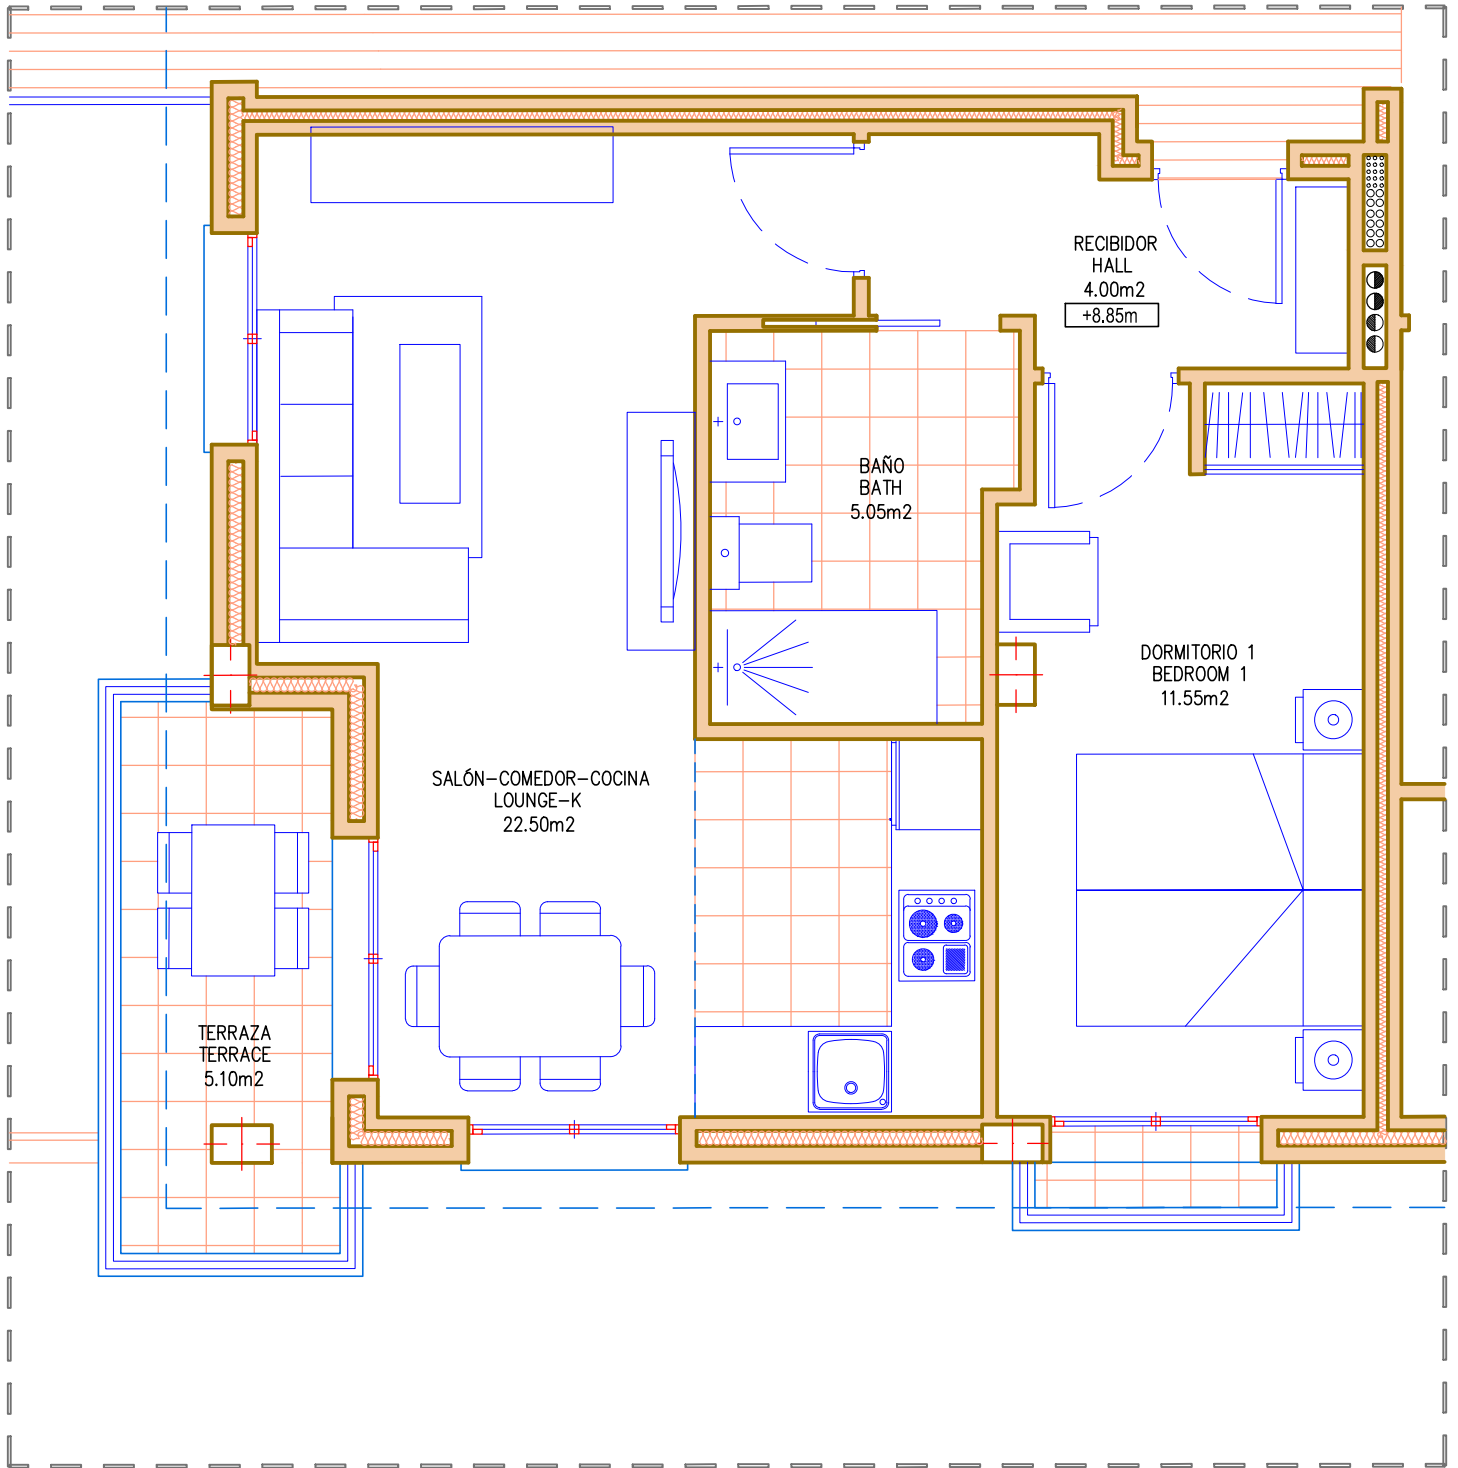 RECIBIDOR
HALL
4.00m2
+8.85m
BAÑO
BATH
5.05m2
DORMITORIO 1
BEDROOM 1
11.55m2
SALÓN-COMEDOR-COCINA
LOUNGE-K
22.50m2
TERRAZA
TERRACE
5.10m2